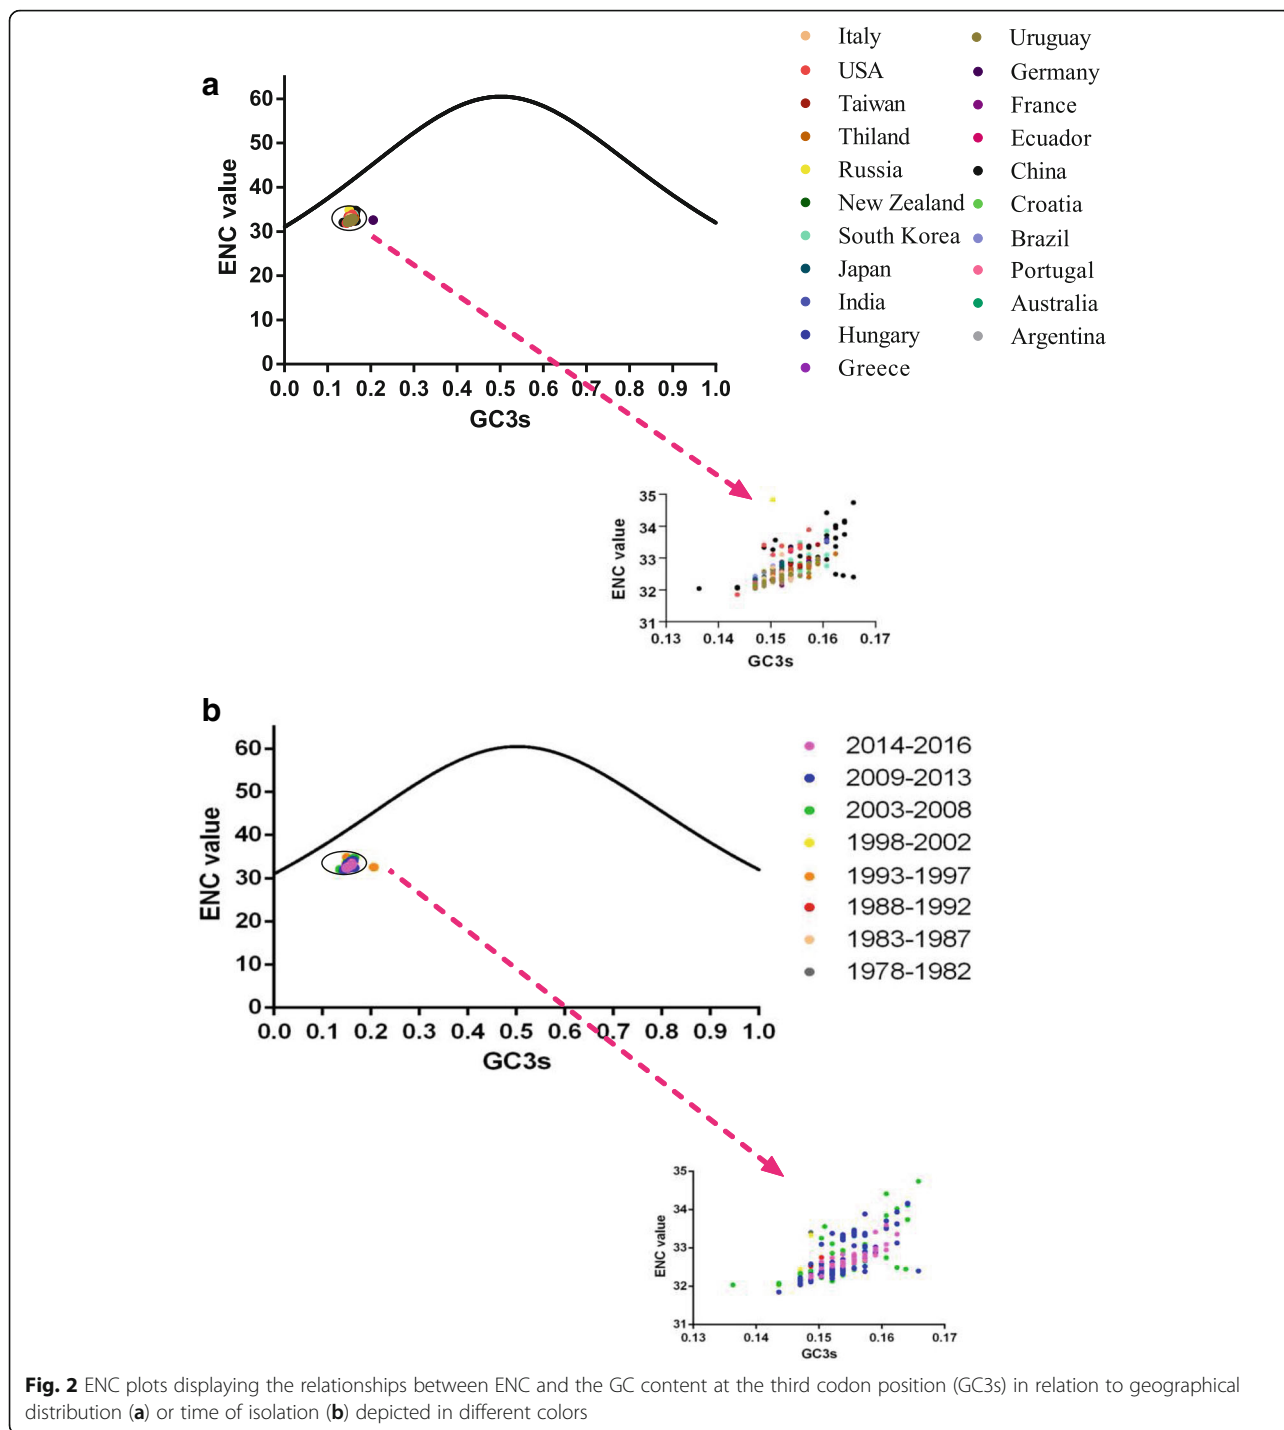 a
Italy
USA
Taiwan
Thiland
Russia
New Zealand
South Korea
Japan
India
Hungary
Greece
Uruguay
Germany
France
Ecuador
China
Croatia
Brazil
Portugal
Australia
Argentina
ENC value
60
50
40
30
20
10
0
0.0 0.1 0.2 0.3 0.4 0.5 0.6 0.7 0.8 0.9 1.0
GC3s
ENC value
35
34
33
32
31
0.13 0.14 0.15 0.16 0.17
GC3s
b
2014-2016
2009-2013
2003-2008
1998-2002
1993-1997
1988-1992
1983-1987
1978-1982
ENC value
60
50
40
30
20
10
0
0.0 0.1 0.2 0.3 0.4 0.5 0.6 0.7 0.8 0.9 1.0
GC3s
ENC value
35
34
33
32
31
0.13 0.14 0.15 0.16 0.17
GC3s
Fig. 2 ENC plots displaying the relationships between ENC and the GC content at the third codon position (GC3s) in relation to geographical
distribution (a) or time of isolation (b) depicted in different colors